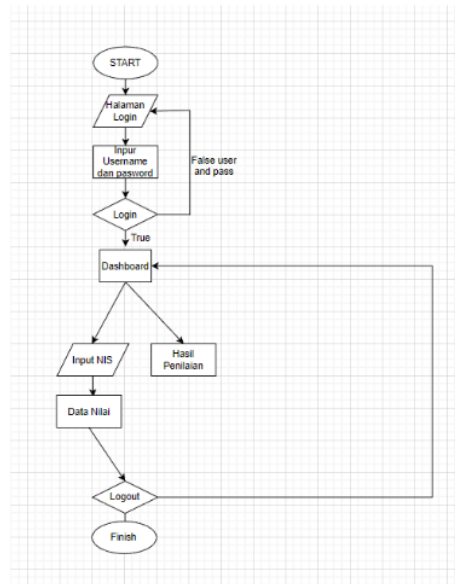 START
Halaman
Login
Inpur
Username
dan pasword
False user
and pass
Login
True
Dashboard
Input NIS
Hasil
Penilaian
Data Nilai
Logout
Finish